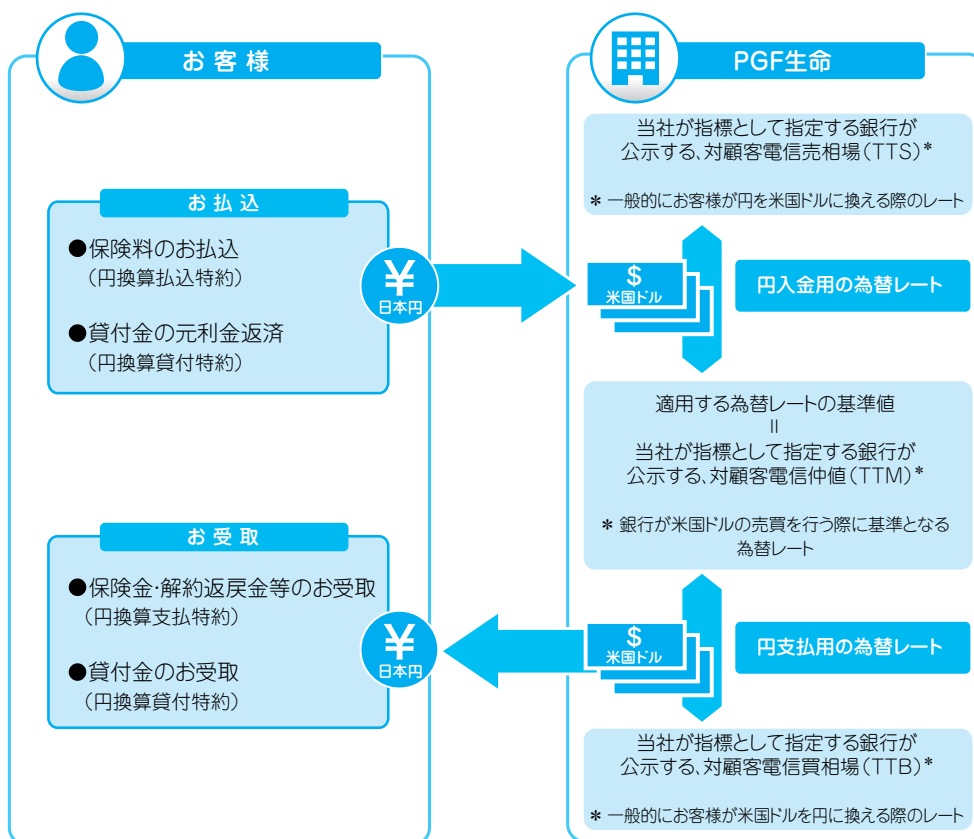 お客様
お払込
●保険料のお払込
（円換算払込特約）
●貸付金の元利金返済
（円換算貸付特約）
¥
日本円
お受取
●保険金・解約返戻金等のお受取
（円換算支払特約）
●貸付金のお受取
（円換算貸付特約）
¥
日本円
PGF生命
当社が指標として指定する銀行が
公示する、対顧客電信売相場（TTS）*
* 一般的にお客様が円を米国ドルに換える際のレート
$
米国ドル
円入金用の為替レート
適用する為替レートの基準値
=
当社が指標として指定する銀行が
公示する、対顧客電信仲値（TTM）*
* 銀行が米国ドルの売買を行う際に基準となる
為替レート
$
米国ドル
円支払用の為替レート
当社が指標として指定する銀行が
公示する、対顧客電信買相場（TTB）*
* 一般的にお客様が米国ドルを円に換える際のレート